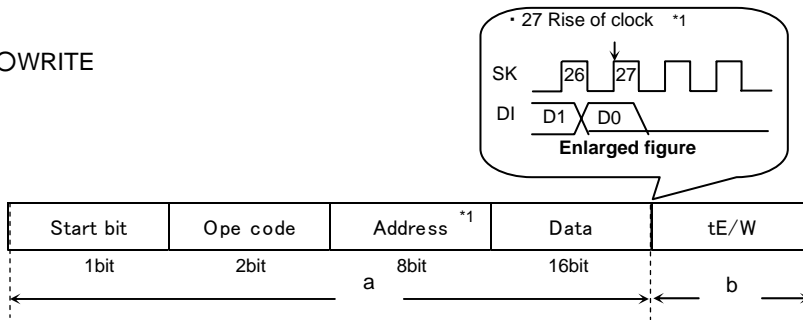 ・27 Rise of clock *1
○WRITE
SK 26 27
DI D1 D0
Enlarged figure
Start bit Ope code Address *1 Data tE/W
1bit 2bit 8bit 16bit
a b